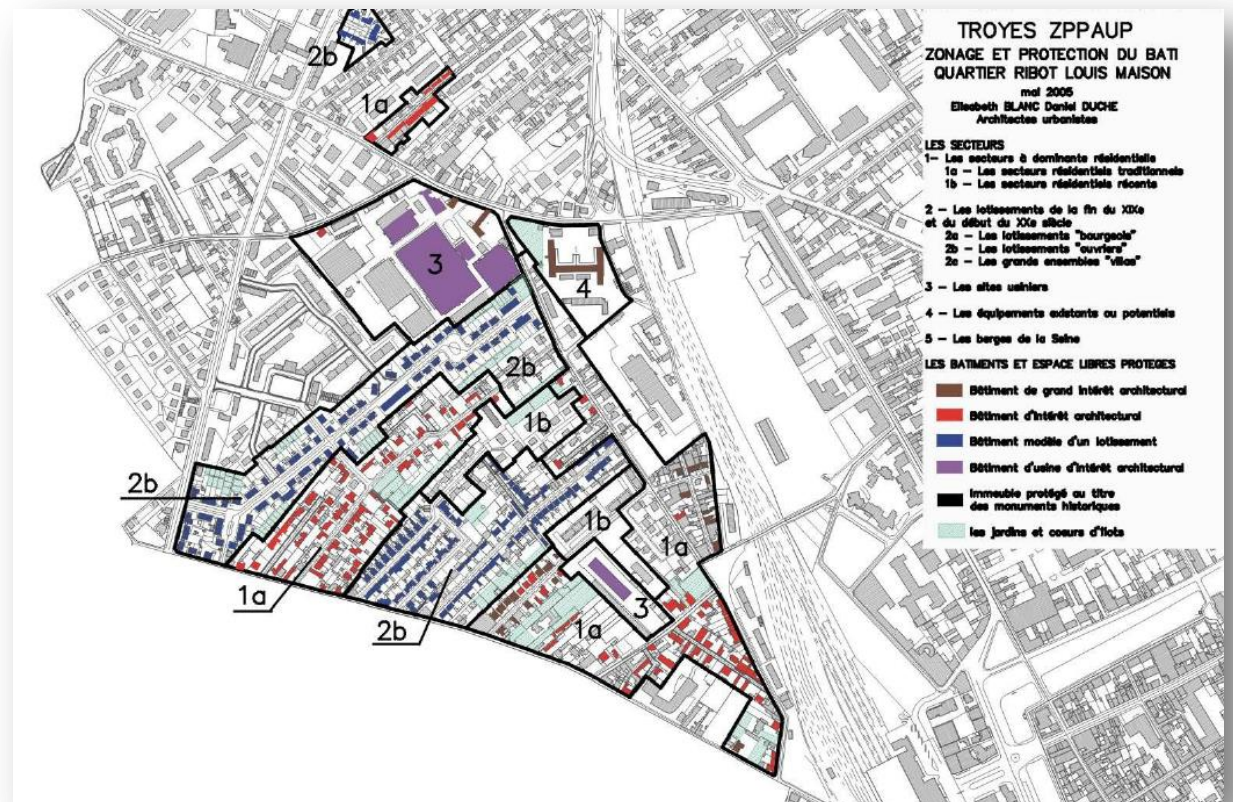 TROYES ZPPAUP
ZONAGE ET PROTECTION DU BATI
QUARTIER RIBOT LOUIS MAISON
mai 2005
Elisabeth BLANC Daniel DUCHE
Architectes urbanistes
LES SECTEURS
1- Les secteurs à dominante résidentielle
1a - Les secteurs résidentiels traditionnels
1b - Les secteurs résidentiels récents
2 - Les lotissements de la fin du XIXe
et du début du XXe siècle
2a - Les lotissements "bourgeois"
2b - Les lotissements "ouvriers"
2c - Les grands ensembles "villas"
3 - Les sites usiniers
4 - Les équipements existants ou potentiels
5 - Les berges de la Seine
LES BATIMENTS ET ESPACE LIBRES PROTEGES
Bâtiment de grand intérêt architectural
Bâtiment d'intérêt architectural
Bâtiment modèle d'un lotissement
Bâtiment d'usine d'intérêt architectural
Immeuble protégé au titre
des monuments historiques
les jardins et coeurs d'îlots
2b
1a
3
4
2b
1b
2b
1b
1a
1a
3
2b
1a